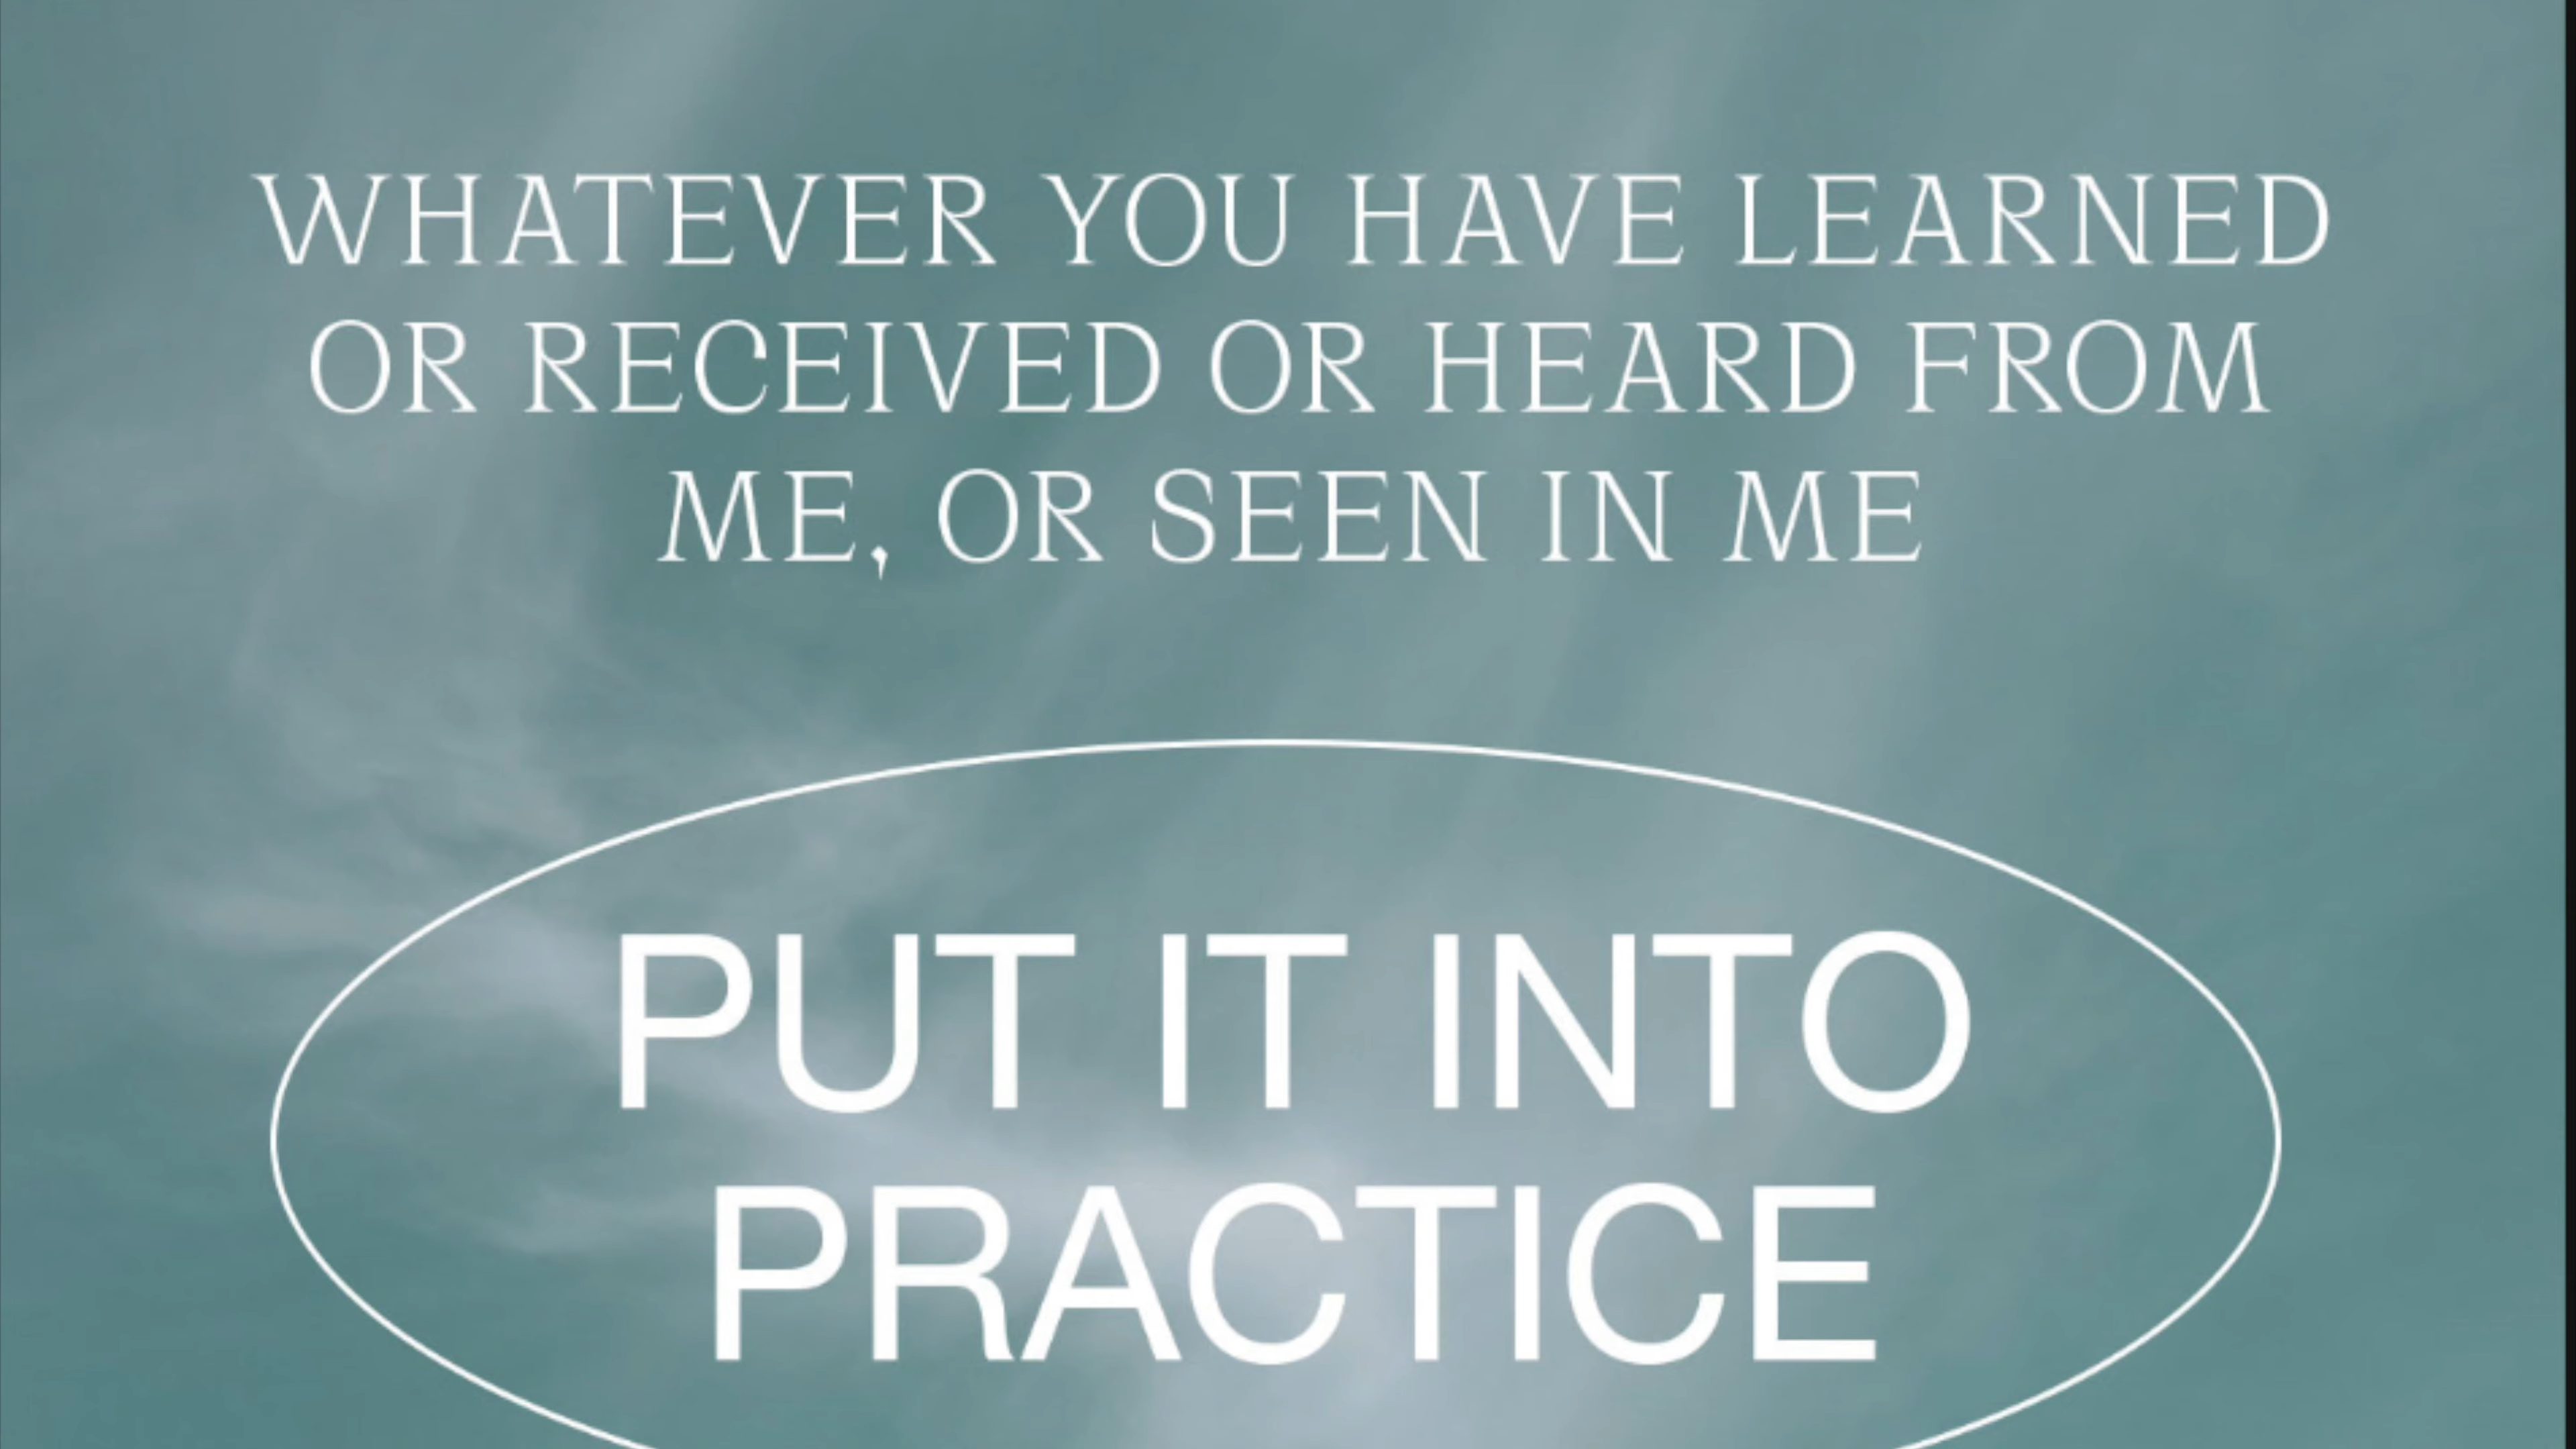 WHATEVER YOU HAVE LEARNED
OR RECEIVED OR HEARD FROM
ME, OR SEEN IN ME
PUT IT INTO
PRACTICE